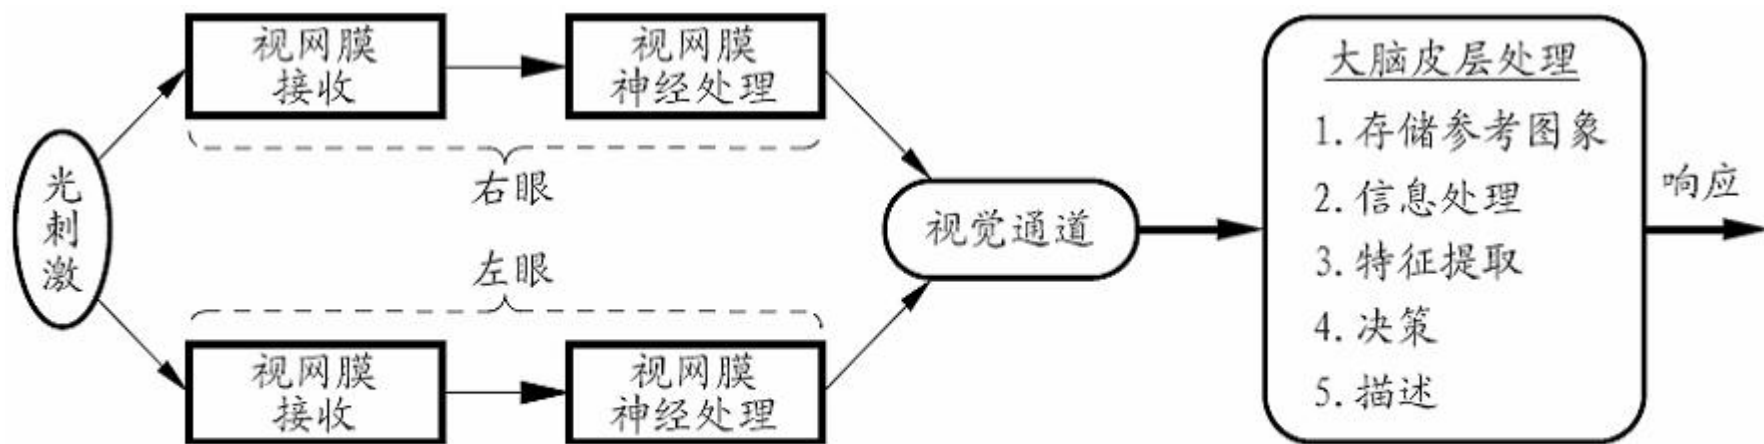 光
刺
激
视网膜
接收
视网膜
神经处理
右眼
左眼
视网膜
接收
视网膜
神经处理
视觉通道
大脑皮层处理
1.存储参考图象
2.信息处理
3.特征提取
4.决策
5.描述
响应